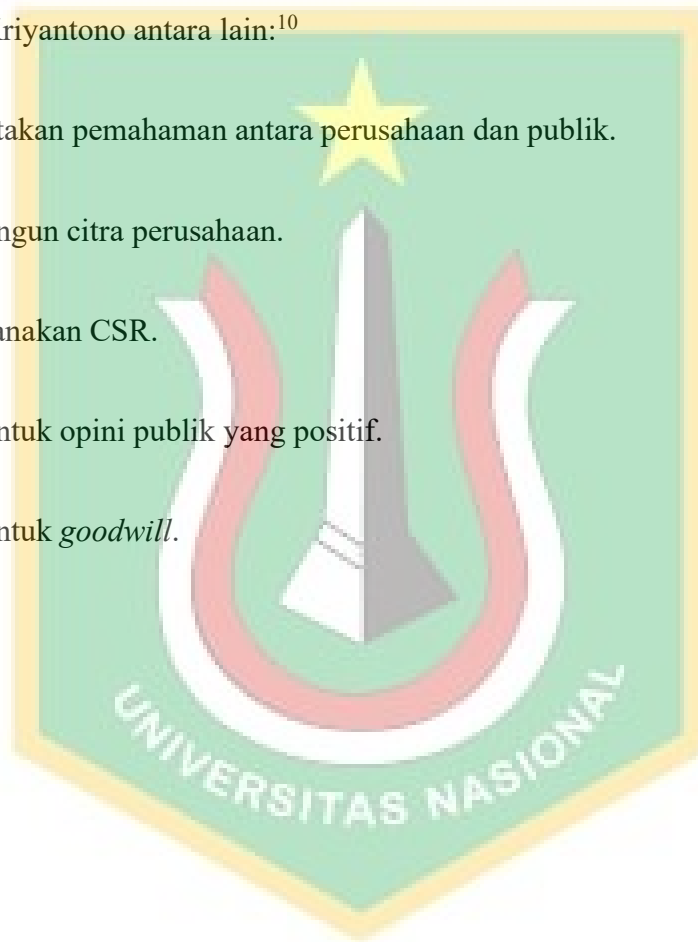 riyantono antara lain:10
takan pemahaman antara perusahaan dan publik.
ngun citra perusahaan.
anakan CSR.
ntuk opini publik yang positif.
ntuk goodwill.
UNIVERSITAS NASIONAL